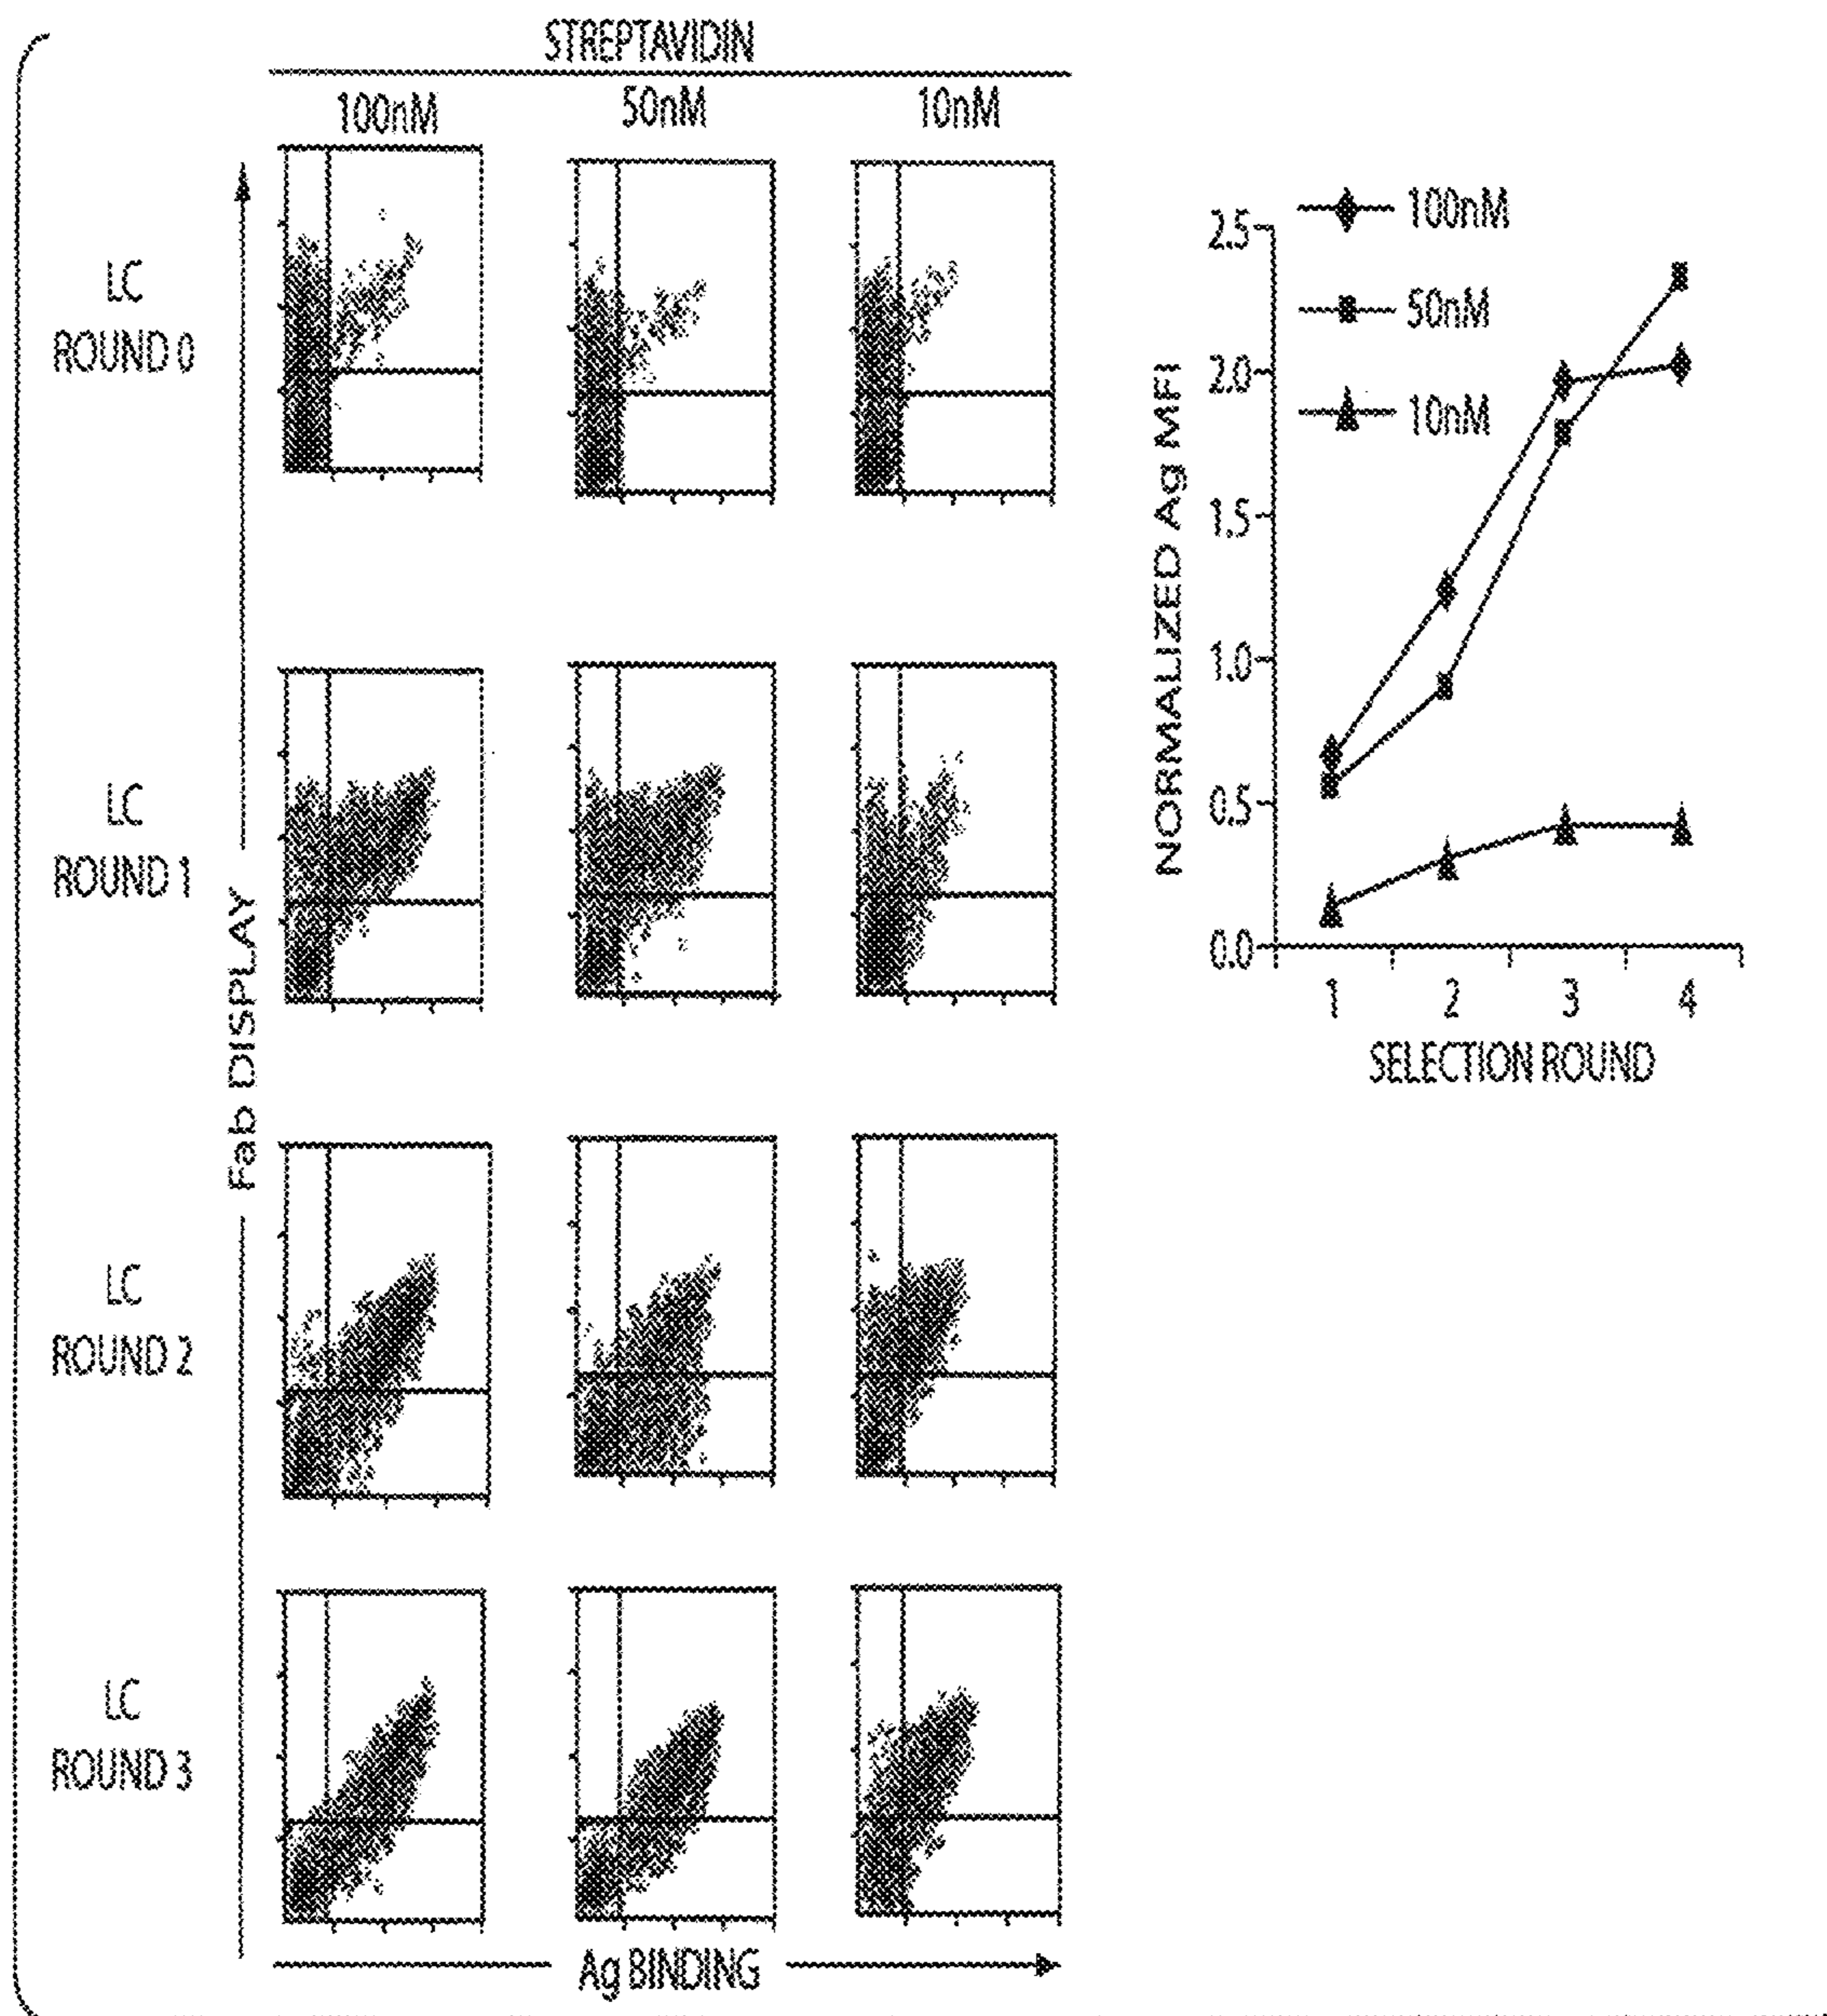 STREPTAVIDIN
100nM
50nM
10nM
LC
ROUND 0
LC
ROUND 1
LC
ROUND 2
LC
ROUND 3
Fab DISPLAY
Ag BINDING
100nM
50nM
10nM
NORMALIZED Ag MFI
2.5
2.0
1.5
1.0
0.5
0.0
1 2 3 4
SELECTION ROUND